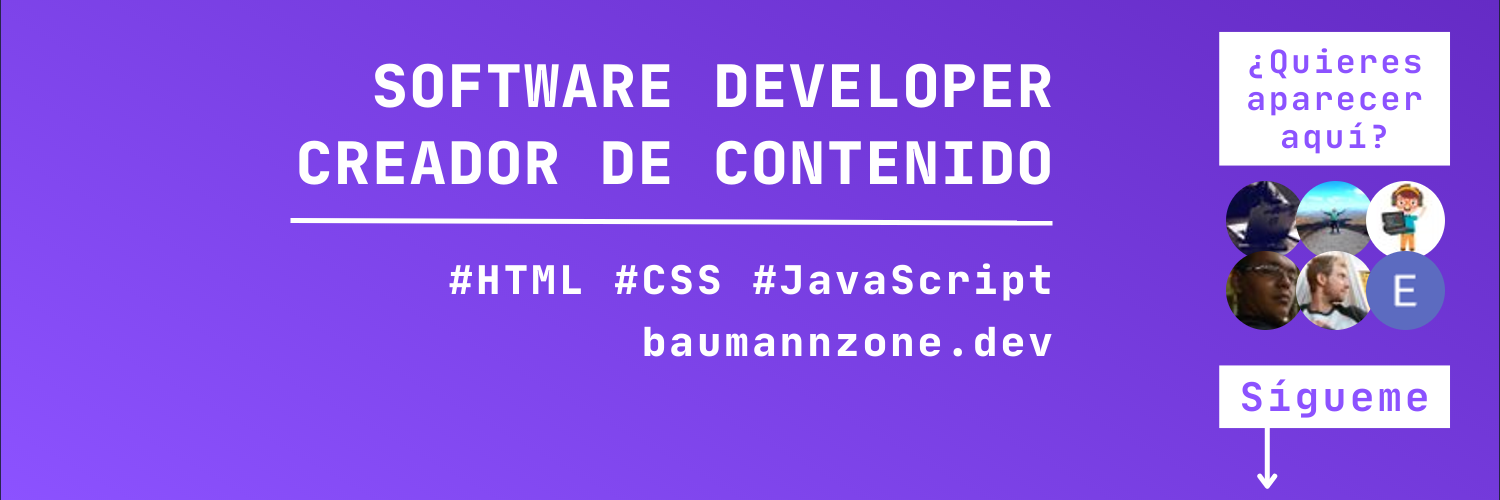 SOFTWARE DEVELOPER
CREADOR DE CONTENIDO
#HTML #CSS #JavaScript
baumannzone.dev
¿Quieres
aparecer
aquí?
E
Sígueme